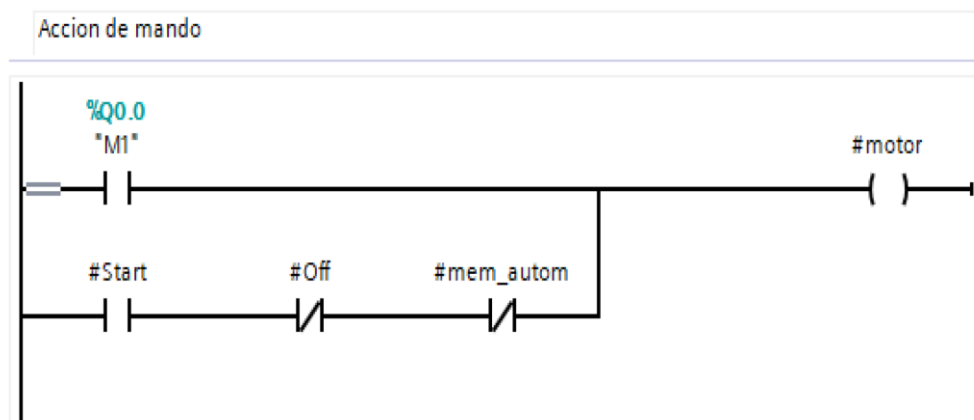 Accion de mando
%Q0.0
"M1"
#motor
#Start
#Off
#mem_autom